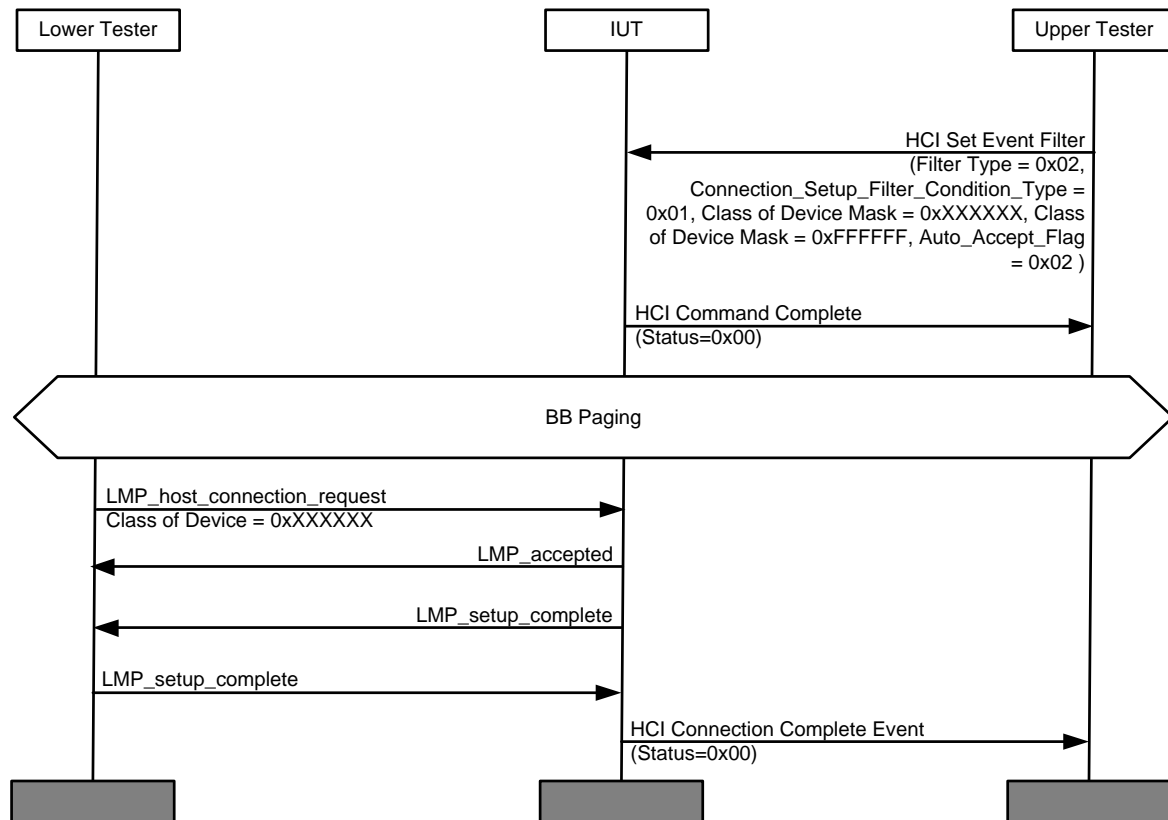 Lower Tester
IUT
Upper Tester
HCI Set Event Filter
(Filter Type = 0x02,
Connection_Setup_Filter_Condition_Type =
0x01, Class of Device Mask = 0xXXXXXX, Class
of Device Mask = 0xFFFFFF, Auto_Accept_Flag
= 0x02 )
HCI Command Complete
(Status=0x00)
BB Paging
LMP_host_connection_request
Class of Device = 0xXXXXXX
LMP_accepted
LMP_setup_complete
LMP_setup_complete
HCI Connection Complete Event
(Status=0x00)